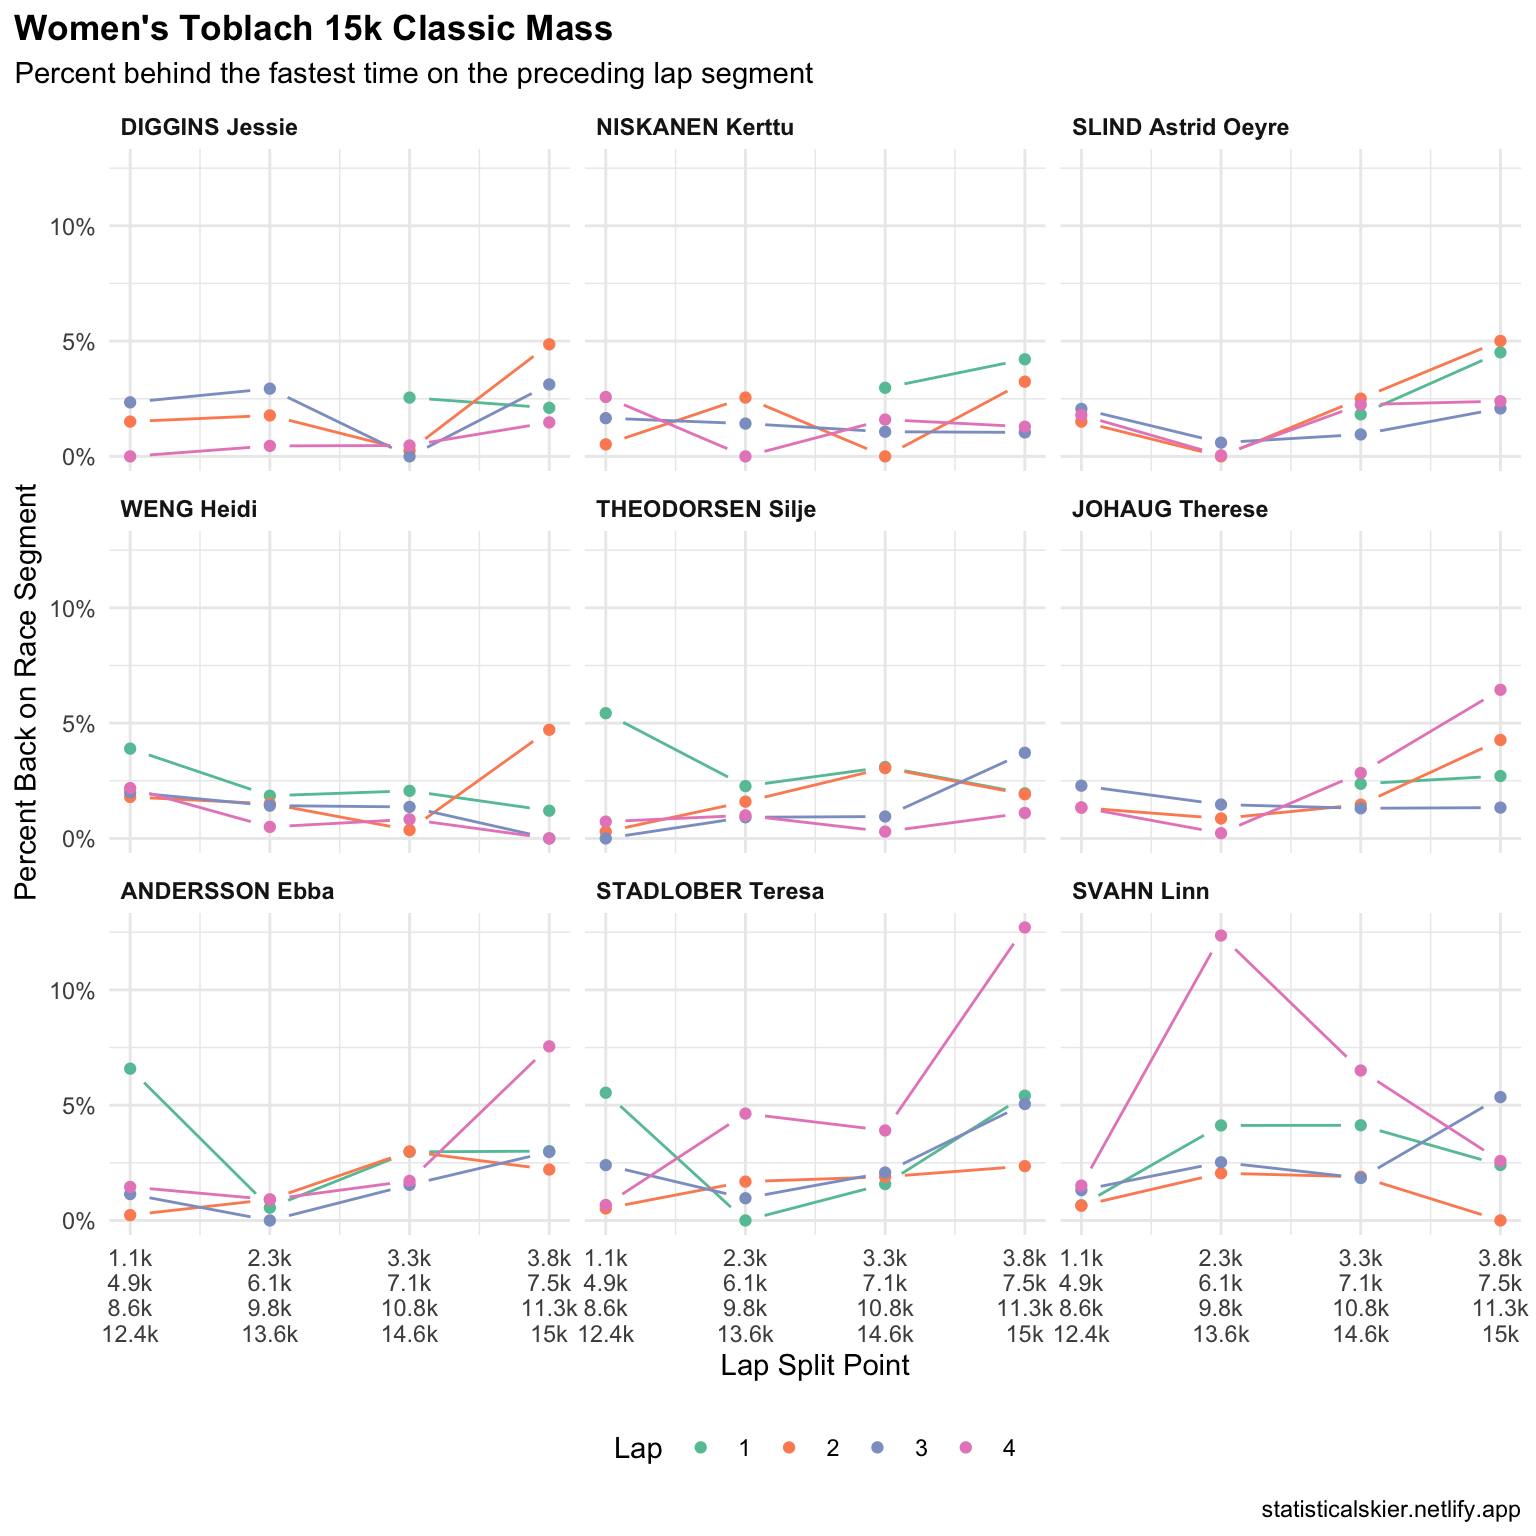 Women's Toblach 15k Classic Mass
Percent behind the fastest time on the preceding lap segment
DIGGINS Jessie
NISKANEN Kerttu
SLIND Astrid Oeyre
10%
5%
0%
WENG Heidi
THEODORSEN Silje
JOHAUG Therese
10%
5%
0%
Percent Back on Race Segment
ANDERSSON Ebba
STADLOBER Teresa
SVAHN Linn
10%
5%
0%
1.1k 2.3k 3.3k 3.8k 1.1k 2.3k 3.3k 3.8k 1.1k 2.3k 3.3k 3.8k
4.9k 6.1k 7.1k 7.5k 4.9k 6.1k 7.1k 7.5k 4.9k 6.1k 7.1k 7.5k
8.6k 9.8k 10.8k 11.3k 8.6k 9.8k 10.8k 11.3k 8.6k 9.8k 10.8k 11.3k
12.4k 13.6k 14.6k 15k 12.4k 13.6k 14.6k 15k 12.4k 13.6k 14.6k 15k
Lap Split Point
Lap 1 2 3 4
statisticalskier.netlify.app